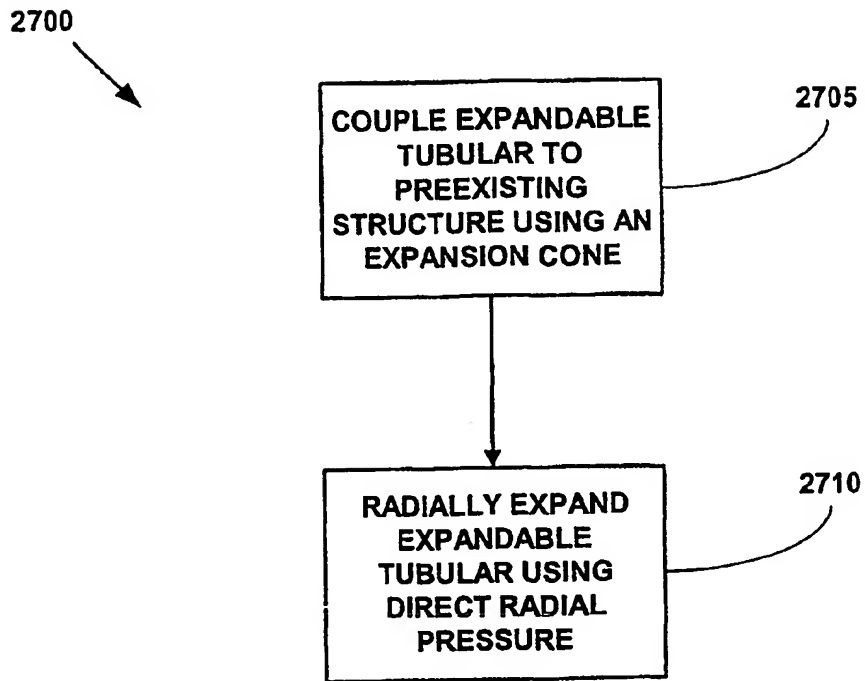 2700
2705
COUPLE EXPANDABLE
TUBULAR TO
PREEXISTING
STRUCTURE USING AN
EXPANSION CONE
2710
RADIALLY EXPAND
EXPANDABLE
TUBULAR USING
DIRECT RADIAL
PRESSURE